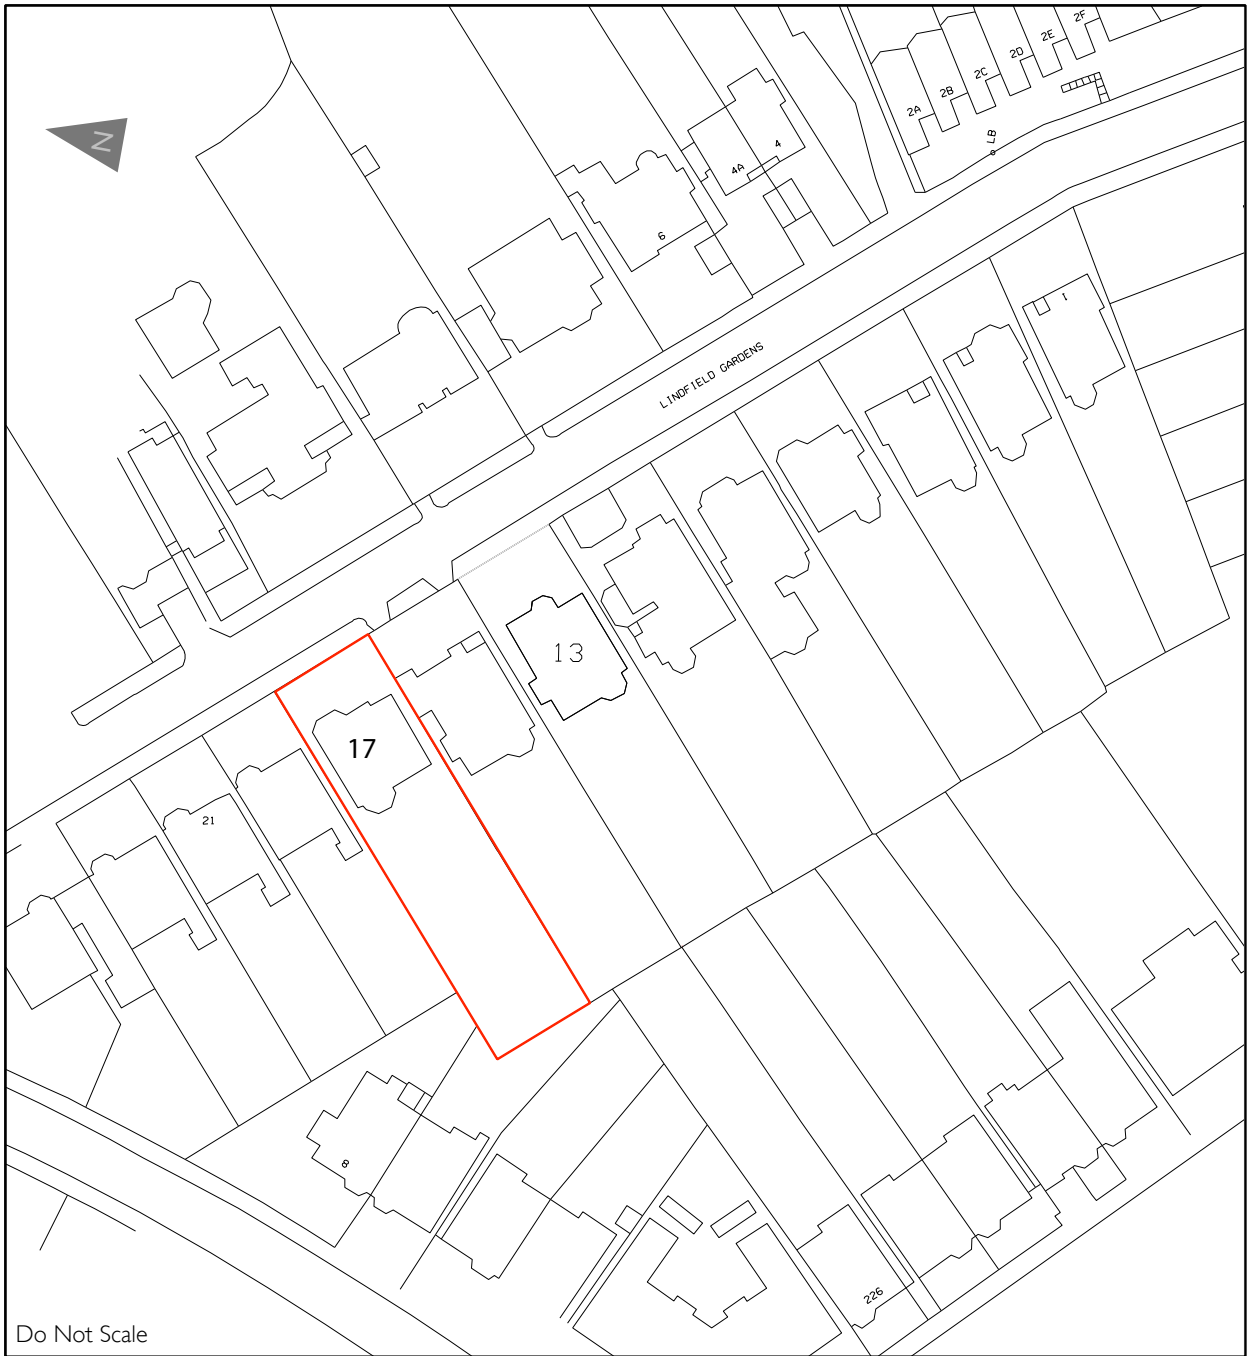 2F
2E
2D
2C
2B
2A
LB
4
4A
6
N
LINDFIELD GARDENS
1
13
17
21
8
226
Do Not Scale